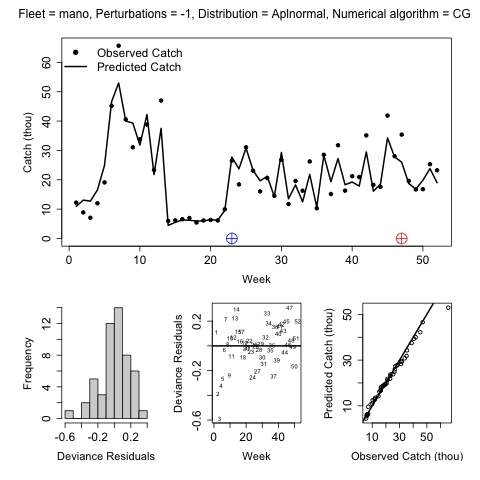 Fleet = mano, Perturbations = -1, Distribution = Aplnormal, Numerical algorithm = CG
Observed Catch
Predicted Catch
Catch (thou)
0 10 20 30 40 50 60
0 10 20 30 40 50
Week
Frequency
0 4 8 12
-0.6 -0.2 0.2
Deviance Residuals
Deviance Residuals
-0.6 -0.2 0.2
0 20 40
Week
Predicted Catch (thou)
10 30 50
10 30 50
Observed Catch (thou)